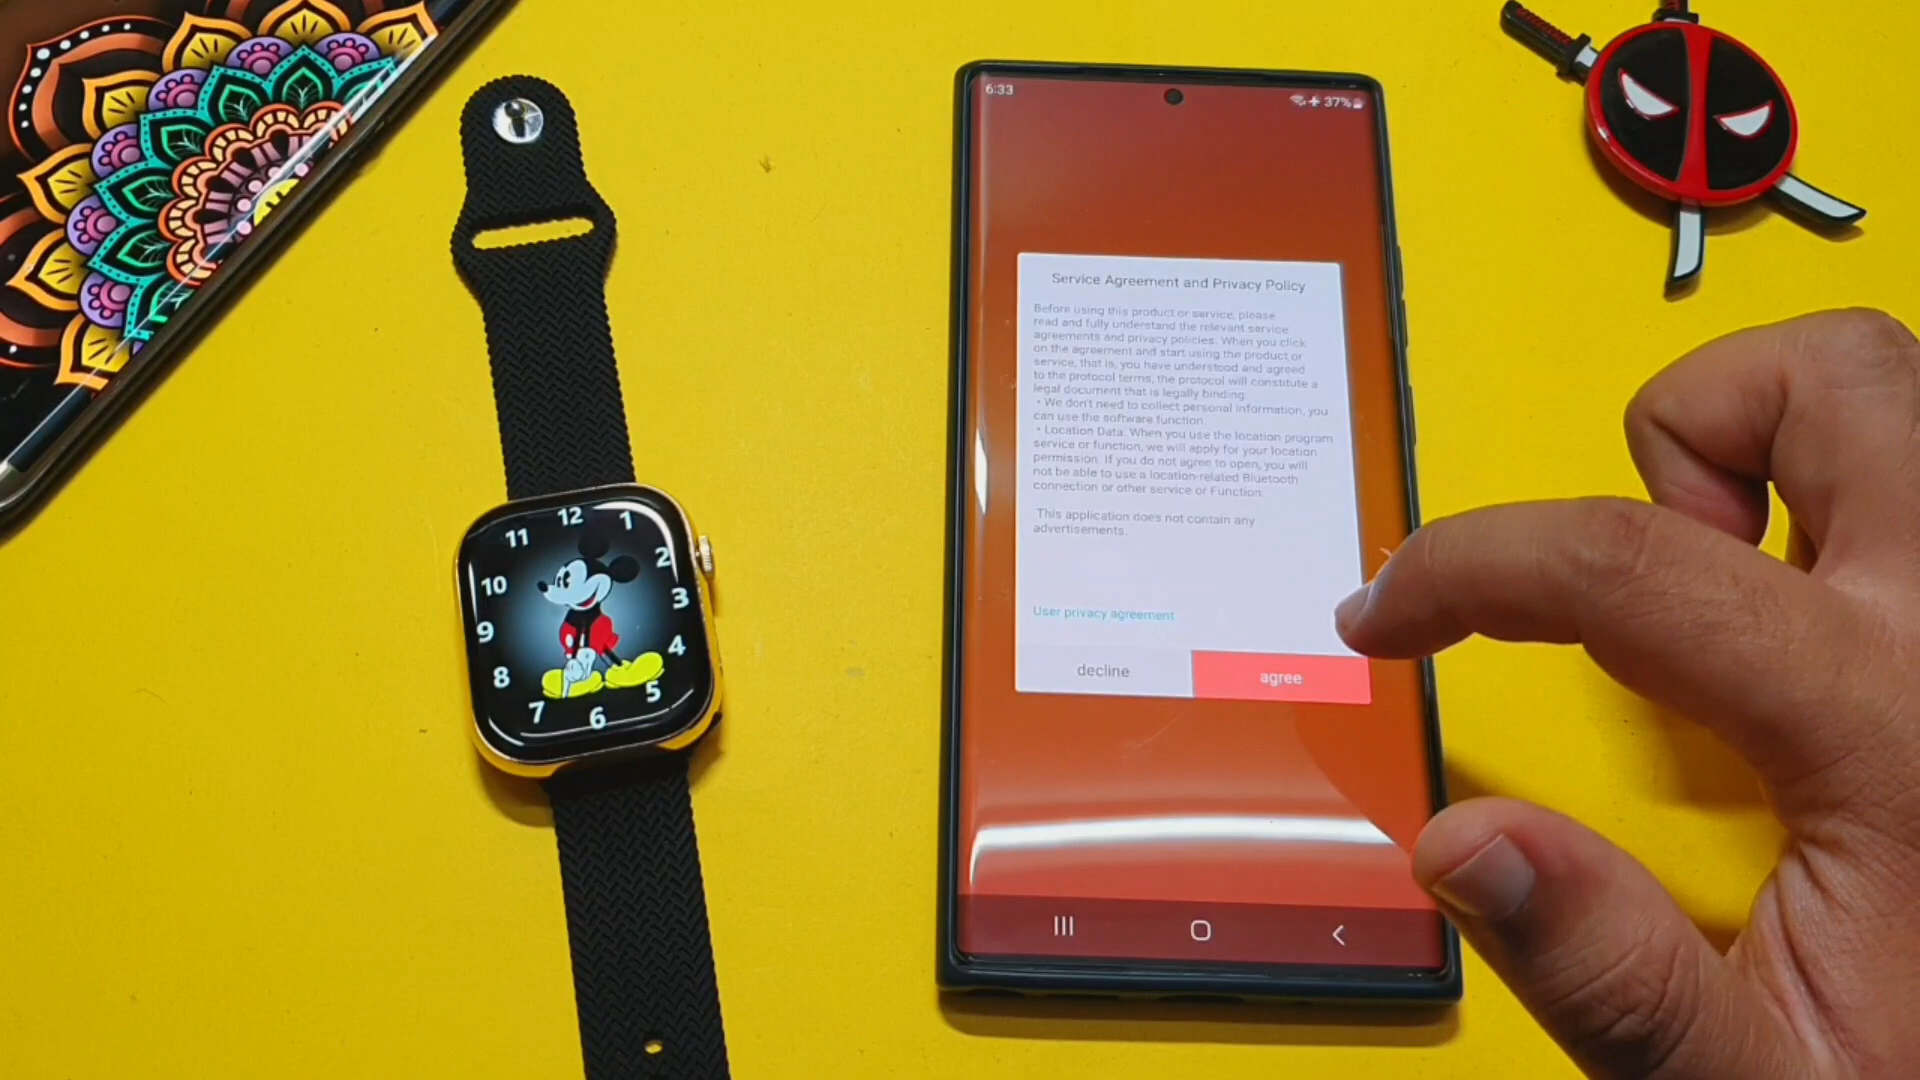 6:33
37%
12
11
1
2
10
3
9
4
8
5
7
6
Service Agreement and Privacy Policy
Before using this product or service, please
read and fully understand the relevant service
agreements and privacy policies. When you click
on the agreement and start using the product or
service, that is, you have understood and agreed
to the protocol terms, the protocol will constitute a
legal document that is legally binding.
• We don't need to collect personal information, you
can use the software function.
• Location Data: When you use the location program
service or function, we will apply for your location
permission. If you do not agree to open, you will
not be able to use a location-related Bluetooth
connection or other service or Function.
This application does not contain any
advertisements.
User privacy agreement
decline
agree